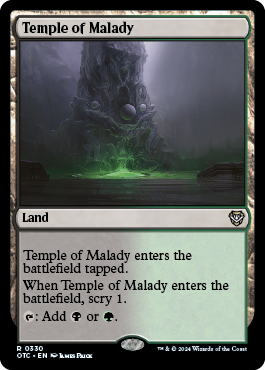 Temple of Malady
Land
Temple of Malady enters the
battlefield tapped.
When Temple of Malady enters the
battlefield, scry 1.
: Add or .
R 0330
OTC • EN James Paick
™ & © 2024 Wizards of the Coast